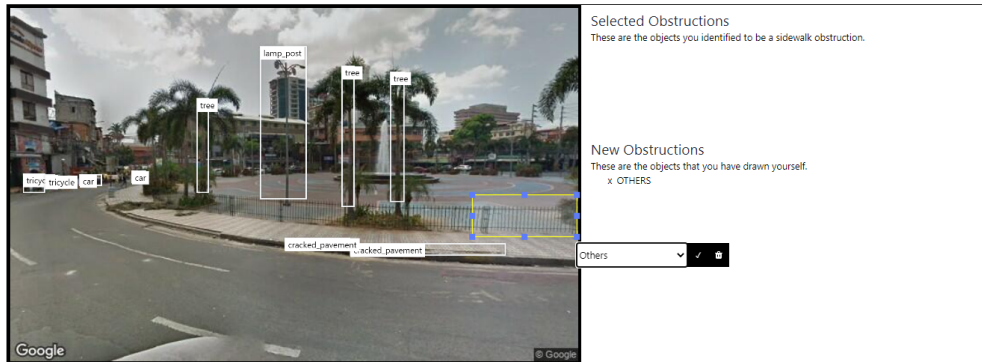 Selected Obstructions
These are the objects you identified to be a sidewalk obstruction.
lamp_post
tree
tree
tree
New Obstructions
These are the objects that you have drawn yourself.
x OTHERS
tricyc
tricycle
car
car
cracked_pavement
cracked_pavement
Others
Google
© Google